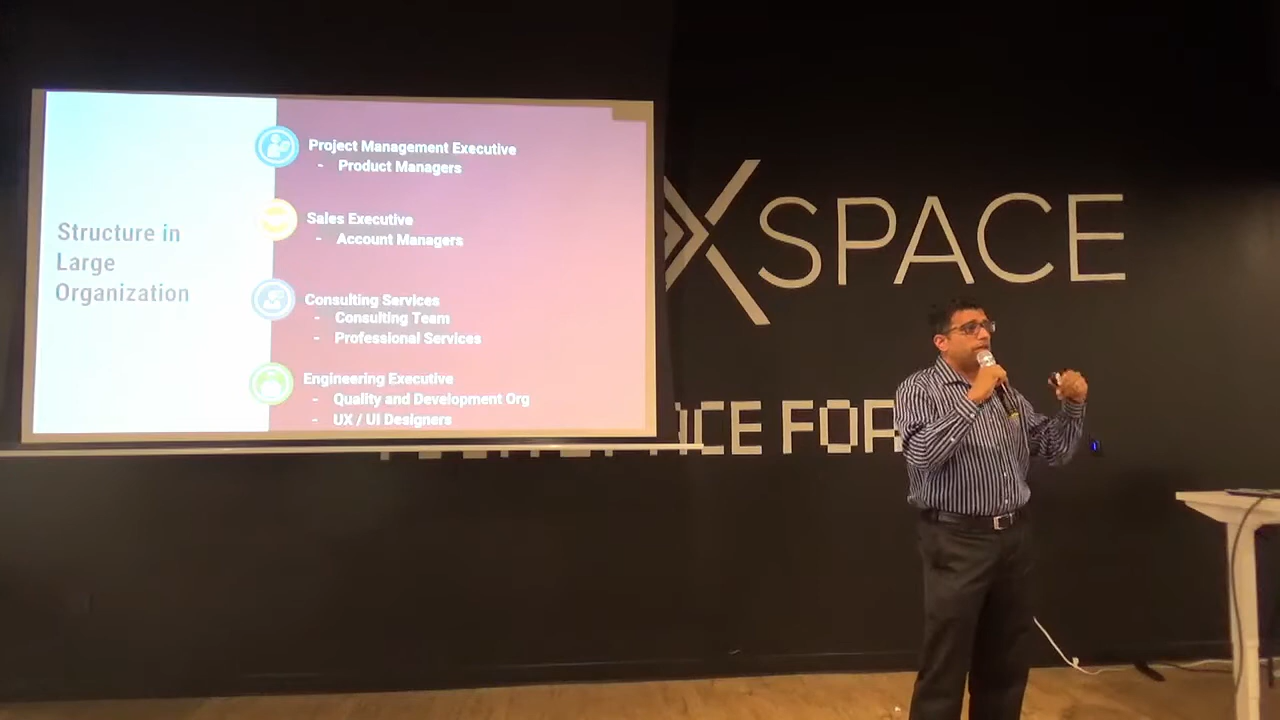 Structure in
Large
Organization
Project Management Executive
- Product Managers
Sales Executive
- Account Managers
Consulting Services
- Consulting Team
- Professional Services
Engineering Executive
- Quality and Development Org
- UX / UI Designers
XSPACE
FOR